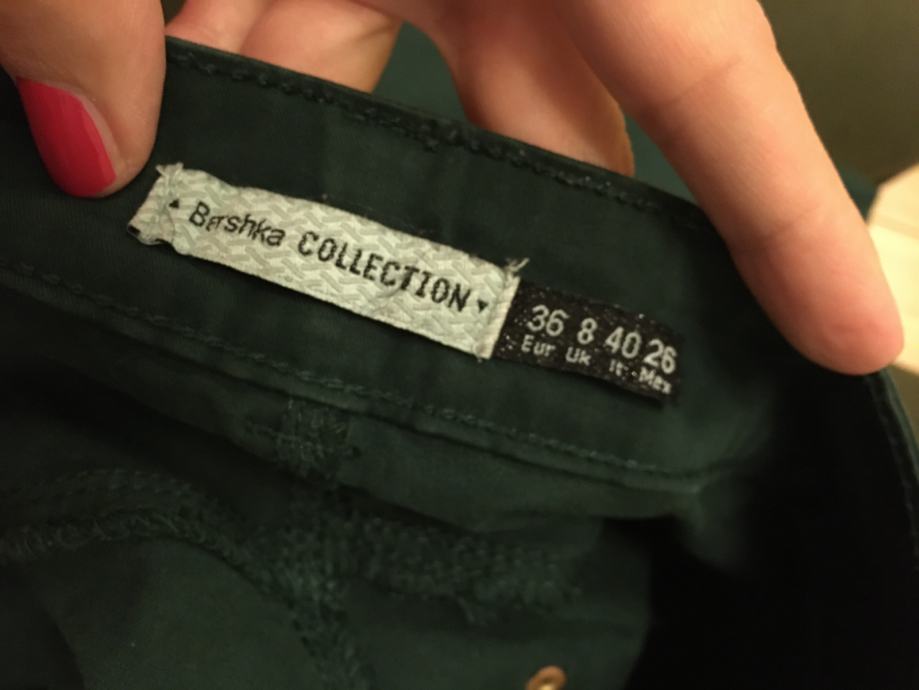 Bershka COLLECTION
36 8 40 26
Eur Uk It Mex